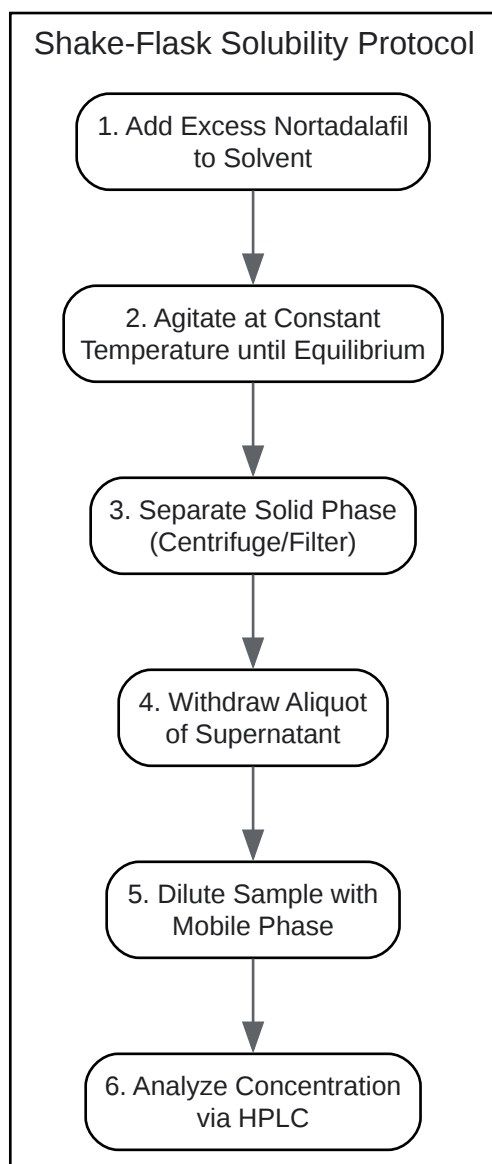 Shake-Flask Solubility Protocol
1. Add Excess Nortadalafil
to Solvent
2. Agitate at Constant
Temperature until Equilibrium
3. Separate Solid Phase
(Centrifuge/Filter)
4. Withdraw Aliquot
of Supernatant
5. Dilute Sample with
Mobile Phase
6. Analyze Concentration
via HPLC